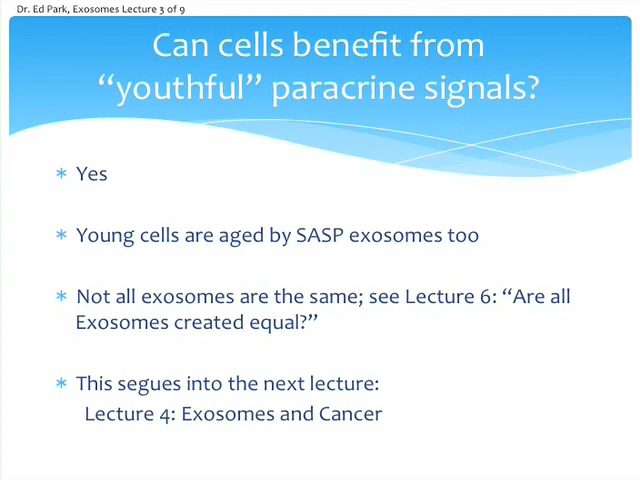 Dr. Ed Park, Exosomes Lecture 3 of 9
Can cells benefit from
“youthful” paracrine signals?
* Yes
* Young cells are aged by SASP exosomes too
* Not all exosomes are the same; see Lecture 6: “Are all
Exosomes created equal?”
* This segues into the next lecture:
Lecture 4: Exosomes and Cancer